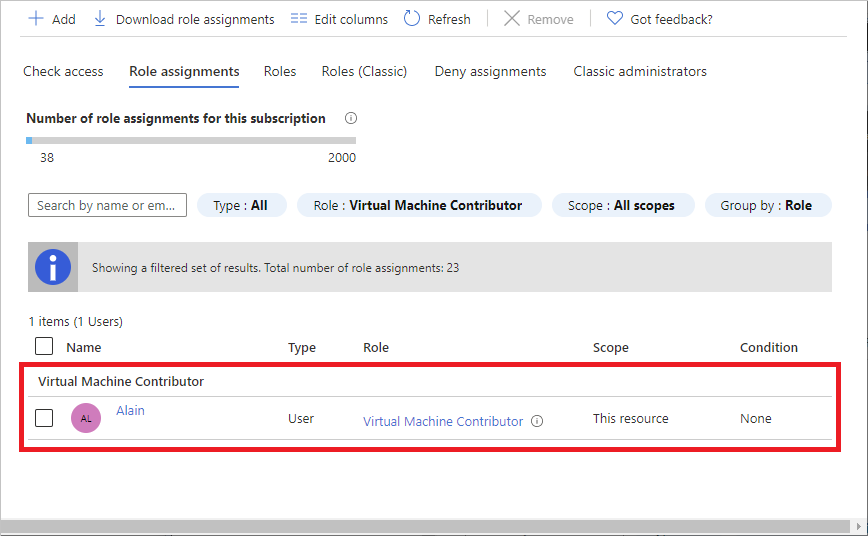 Add Download role assignments Edit columns Refresh Remove Got feedback?
Check access Role assignments Roles Roles (Classic) Deny assignments Classic administrators
Number of role assignments for this subscription
38 2000
Search by name or em... Type : All Role : Virtual Machine Contributor Scope : All scopes Group by : Role
Showing a filtered set of results. Total number of role assignments: 23
1 items (1 Users)
Name Type Role Scope Condition
Virtual Machine Contributor
AL Alain User Virtual Machine Contributor This resource None